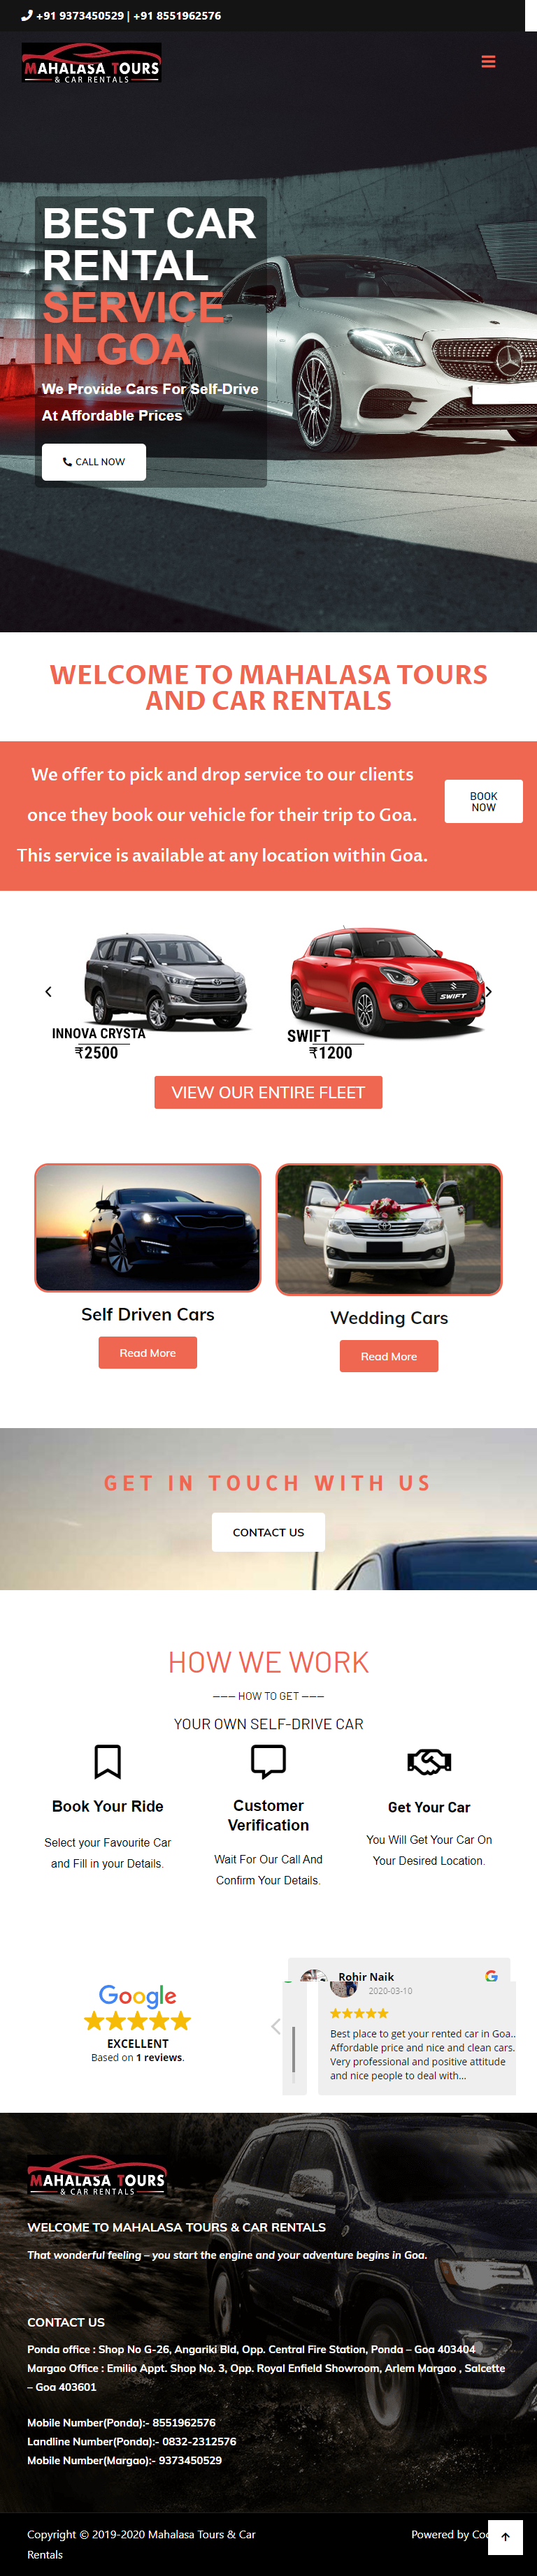 +91 9373450529 | +91 8551962576
MAHALASA TOURS
& CAR RENTALS
BEST CAR
RENTAL
SERVICE
IN GOA
We Provide Cars For Self-Drive
At Affordable Prices
CALL NOW
WELCOME TO MAHALASA TOURS
AND CAR RENTALS
We offer to pick and drop service to our clients
once they book our vehicle for their trip to Goa.
This service is available at any location within Goa.
BOOK
NOW
INNOVA CRYSTA
₹2500
SWIFT
SWIFT
₹1200
VIEW OUR ENTIRE FLEET
Self Driven Cars
Read More
Wedding Cars
Read More
GET IN TOUCH WITH US
CONTACT US
HOW WE WORK
––– HOW TO GET –––
YOUR OWN SELF-DRIVE CAR
Book Your Ride
Select your Favourite Car
and Fill in your Details.
Customer
Verification
Wait For Our Call And
Confirm Your Details.
Get Your Car
You Will Get Your Car On
Your Desired Location.
Google
EXCELLENT
Based on 1 reviews.
Rohir Naik
2020-03-10
Best place to get your rented car in Goa..
Affordable price and nice and clean cars.
Very professional and positive attitude
and nice people to deal with...
MAHALASA TOURS
& CAR RENTALS
WELCOME TO MAHALASA TOURS & CAR RENTALS
That wonderful feeling – you start the engine and your adventure begins in Goa.
CONTACT US
Ponda office : Shop No G-26, Angariki Bld, Opp. Central Fire Station, Ponda – Goa 403404
Margao Office : Emilio Appt. Shop No. 3, Opp. Royal Enfield Showroom, Arlem Margao , Salcette
– Goa 403601
Mobile Number(Ponda):- 8551962576
Landline Number(Ponda):- 0832-2312576
Mobile Number(Margao):- 9373450529
Copyright © 2019-2020 Mahalasa Tours & Car
Rentals
Powered by